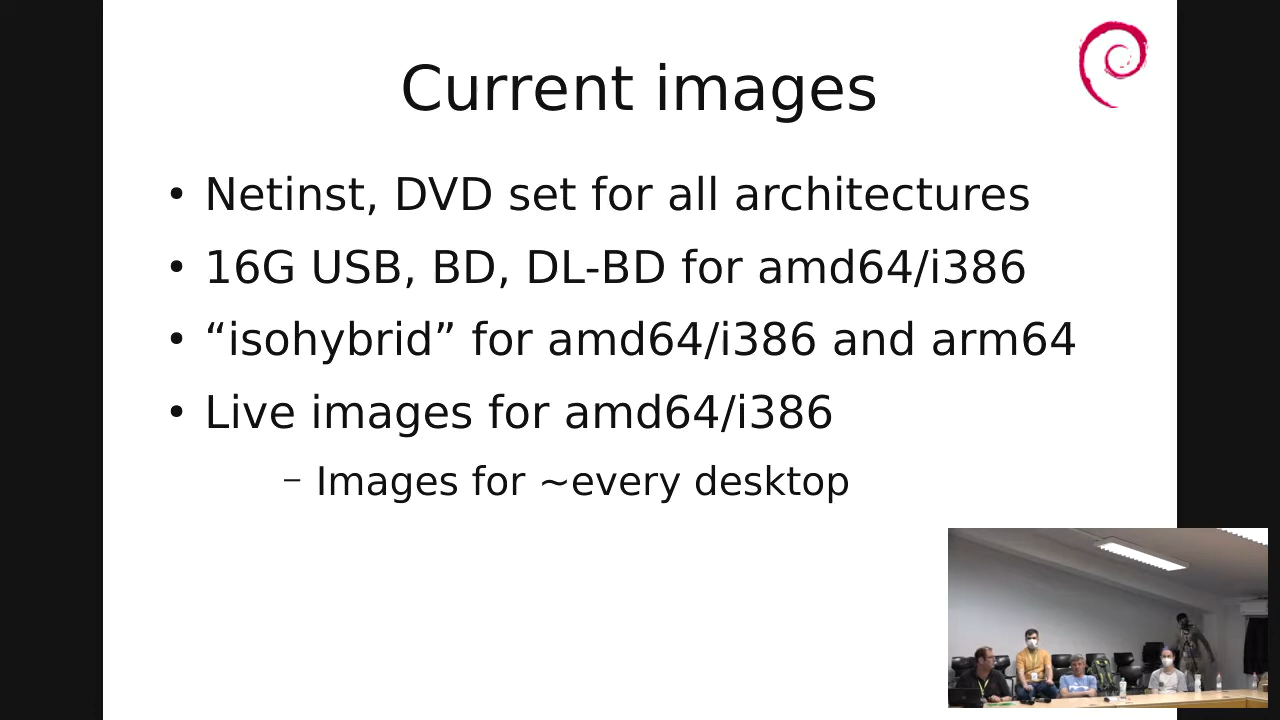 Current images
• Netinst, DVD set for all architectures
• 16G USB, BD, DL-BD for amd64/i386
• “isohybrid” for amd64/i386 and arm64
• Live images for amd64/i386
– Images for ~every desktop